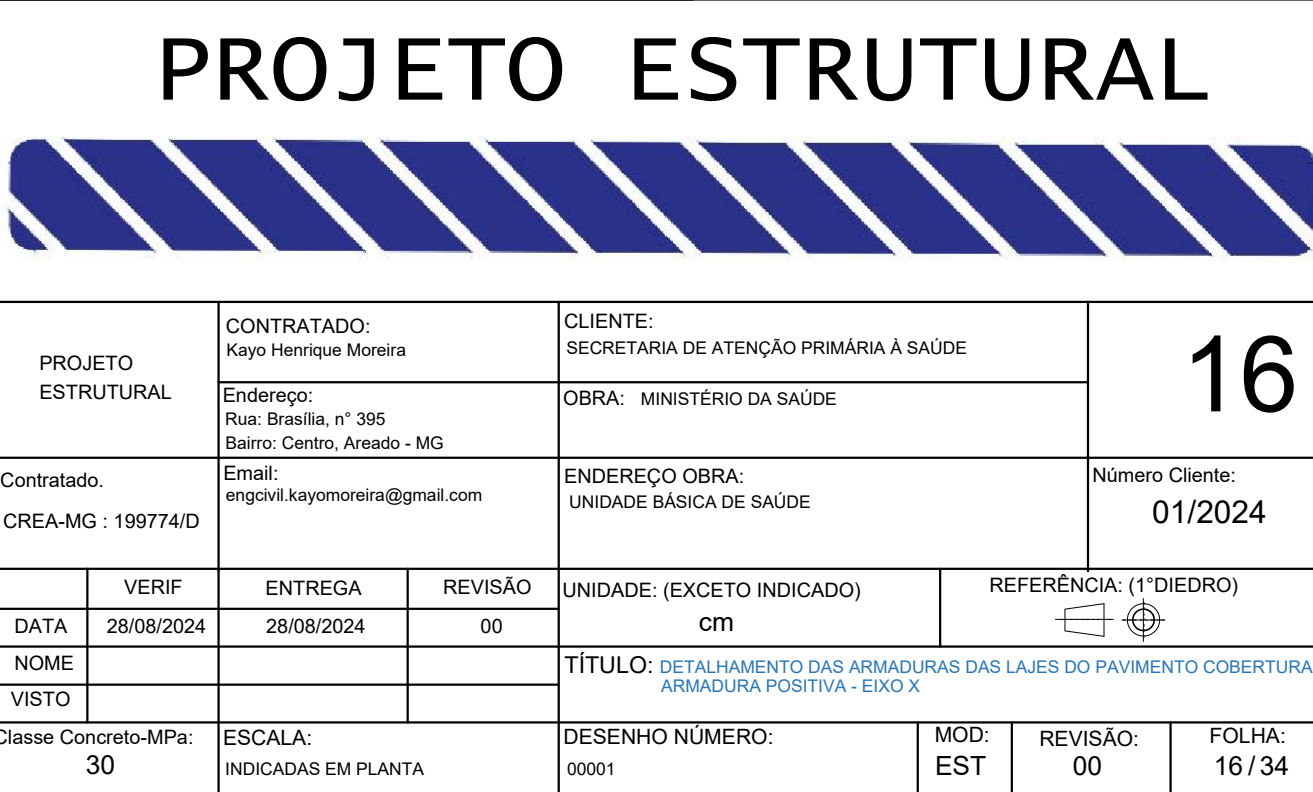 PROJETO ESTRUTURAL
PROJETO
ESTRUTURAL
CONTRATADO:
Kayo Henrique Moreira
CLIENTE:
SECRETARIA DE ATENÇÃO PRIMÁRIA À SAÚDE
16
Endereço:
Rua: Brasília, n° 395
Bairro: Centro, Areado - MG
OBRA: MINISTÉRIO DA SAÚDE
Contratado.
CREA-MG : 199774/D
Email:
engcivil.kayomoreira@gmail.com
ENDEREÇO OBRA:
UNIDADE BÁSICA DE SAÚDE
Número Cliente:
01/2024
VERIF ENTREGA REVISÃO
DATA 28/08/2024 28/08/2024 00
NOME
VISTO
UNIDADE: (EXCETO INDICADO)
cm
REFERÊNCIA: (1°DIEDRO)
TÍTULO: DETALHAMENTO DAS ARMADURAS DAS LAJES DO PAVIMENTO COBERTURA
ARMADURA POSITIVA - EIXO X
Classe Concreto-MPa:
30
ESCALA:
INDICADAS EM PLANTA
DESENHO NÚMERO:
00001
MOD:
EST
REVISÃO:
00
FOLHA:
16 / 34